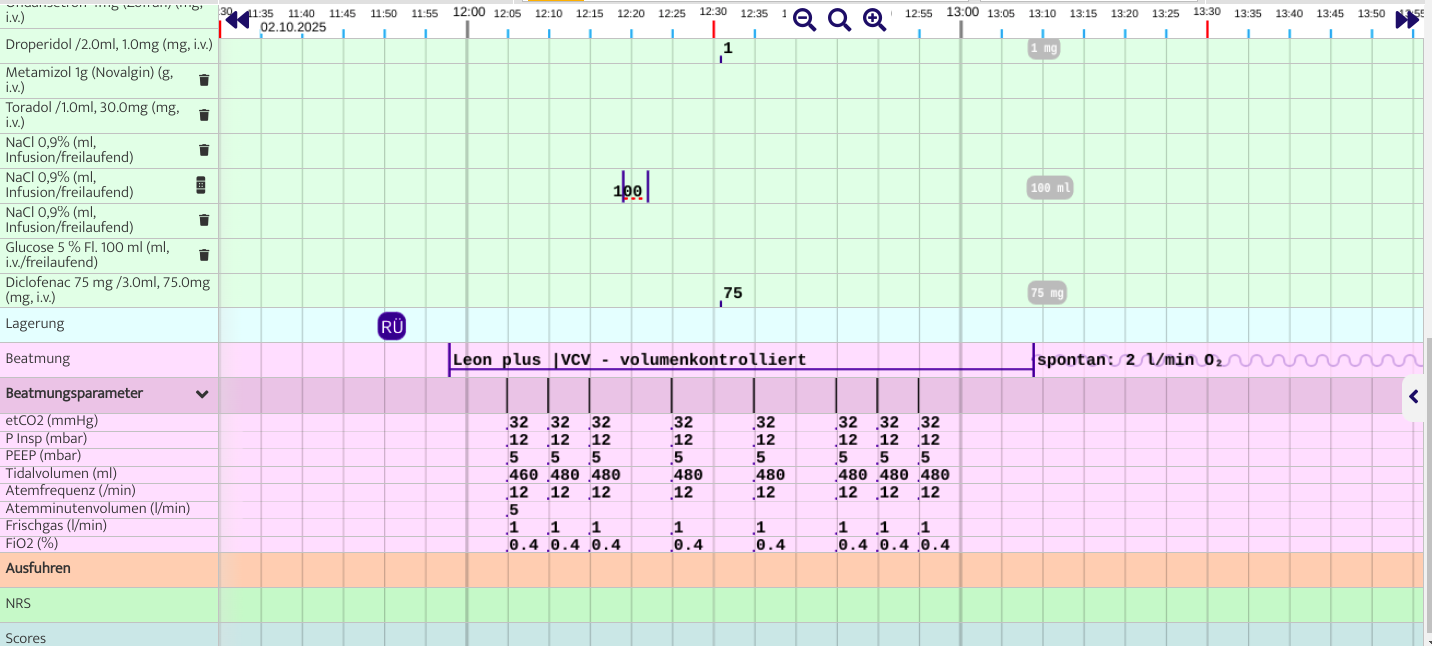 i.v.)
11:35 11:40 11:45 11:50 11:55 12:00 12:05 12:10 12:15 12:20 12:25 12:30 12:35 12:55 13:00 13:05 13:10 13:15 13:20 13:25 13:30 13:35 13:40 13:45 13:50 13:55
02.10.2025
Droperidol /2.0ml, 1.0mg (mg, i.v.) 1 1 mg
Metamizol 1g (Novalgin) (g,
i.v.)
Toradol /1.0ml, 30.0mg (mg,
i.v.)
NaCl 0,9% (ml,
Infusion/freilaufend)
NaCl 0,9% (ml,
Infusion/freilaufend) 100 100 ml
NaCl 0,9% (ml,
Infusion/freilaufend)
Glucose 5 % Fl. 100 ml (ml,
i.v./freilaufend)
Diclofenac 75 mg /3.0ml, 75.0mg
(mg, i.v.) 75 75 mg
Lagerung RÜ
Beatmung Leon plus |VCV - volumenkontrolliert spontan: 2 l/min O₂
Beatmungsparameter
etCO2 (mmHg) 32 32 32 32 32 32 32 32
P Insp (mbar) 12 12 12 12 12 12 12 12
PEEP (mbar) 5 5 5 5 5 5 5 5
Tidalvolumen (ml) 460 480 480 480 480 480 480 480
Atemfrequenz (/min) 12 12 12 12 12 12 12 12
Atemminutenvolumen (l/min) 5
Frischgas (l/min) 1 1 1 1 1 1 1 1
FiO2 (%) 0.4 0.4 0.4 0.4 0.4 0.4 0.4 0.4
Ausfuhren
NRS
Scores